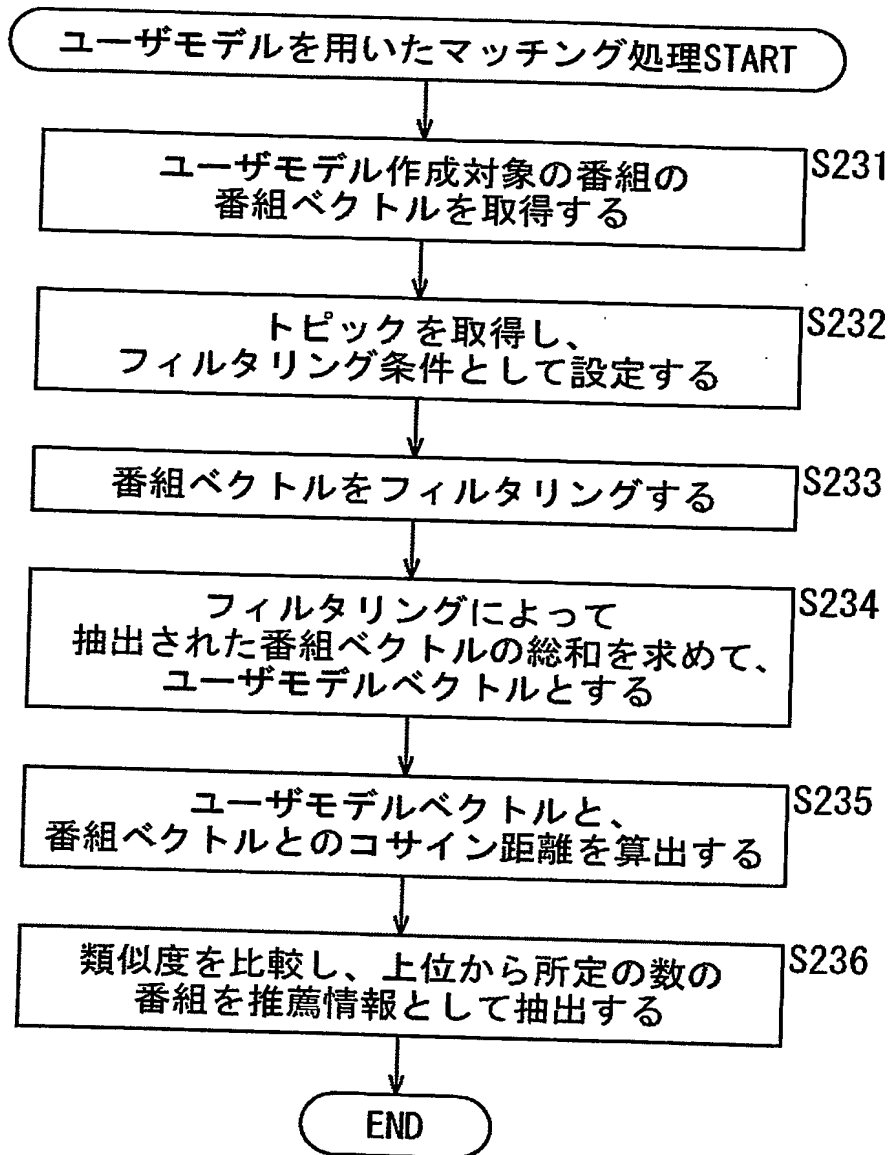 ユーザモデルを用いたマッチング処理START
S231
ユーザモデル作成対象の番組の
番組ベクトルを取得する
S232
トピックを取得し、
フィルタリング条件として設定する
S233
番組ベクトルをフィルタリングする
S234
フィルタリングによって
抽出された番組ベクトルの総和を求めて、
ユーザモデルベクトルとする
S235
ユーザモデルベクトルと、
番組ベクトルとのコサイン距離を算出する
S236
類似度を比較し、上位から所定の数の
番組を推薦情報として抽出する
END